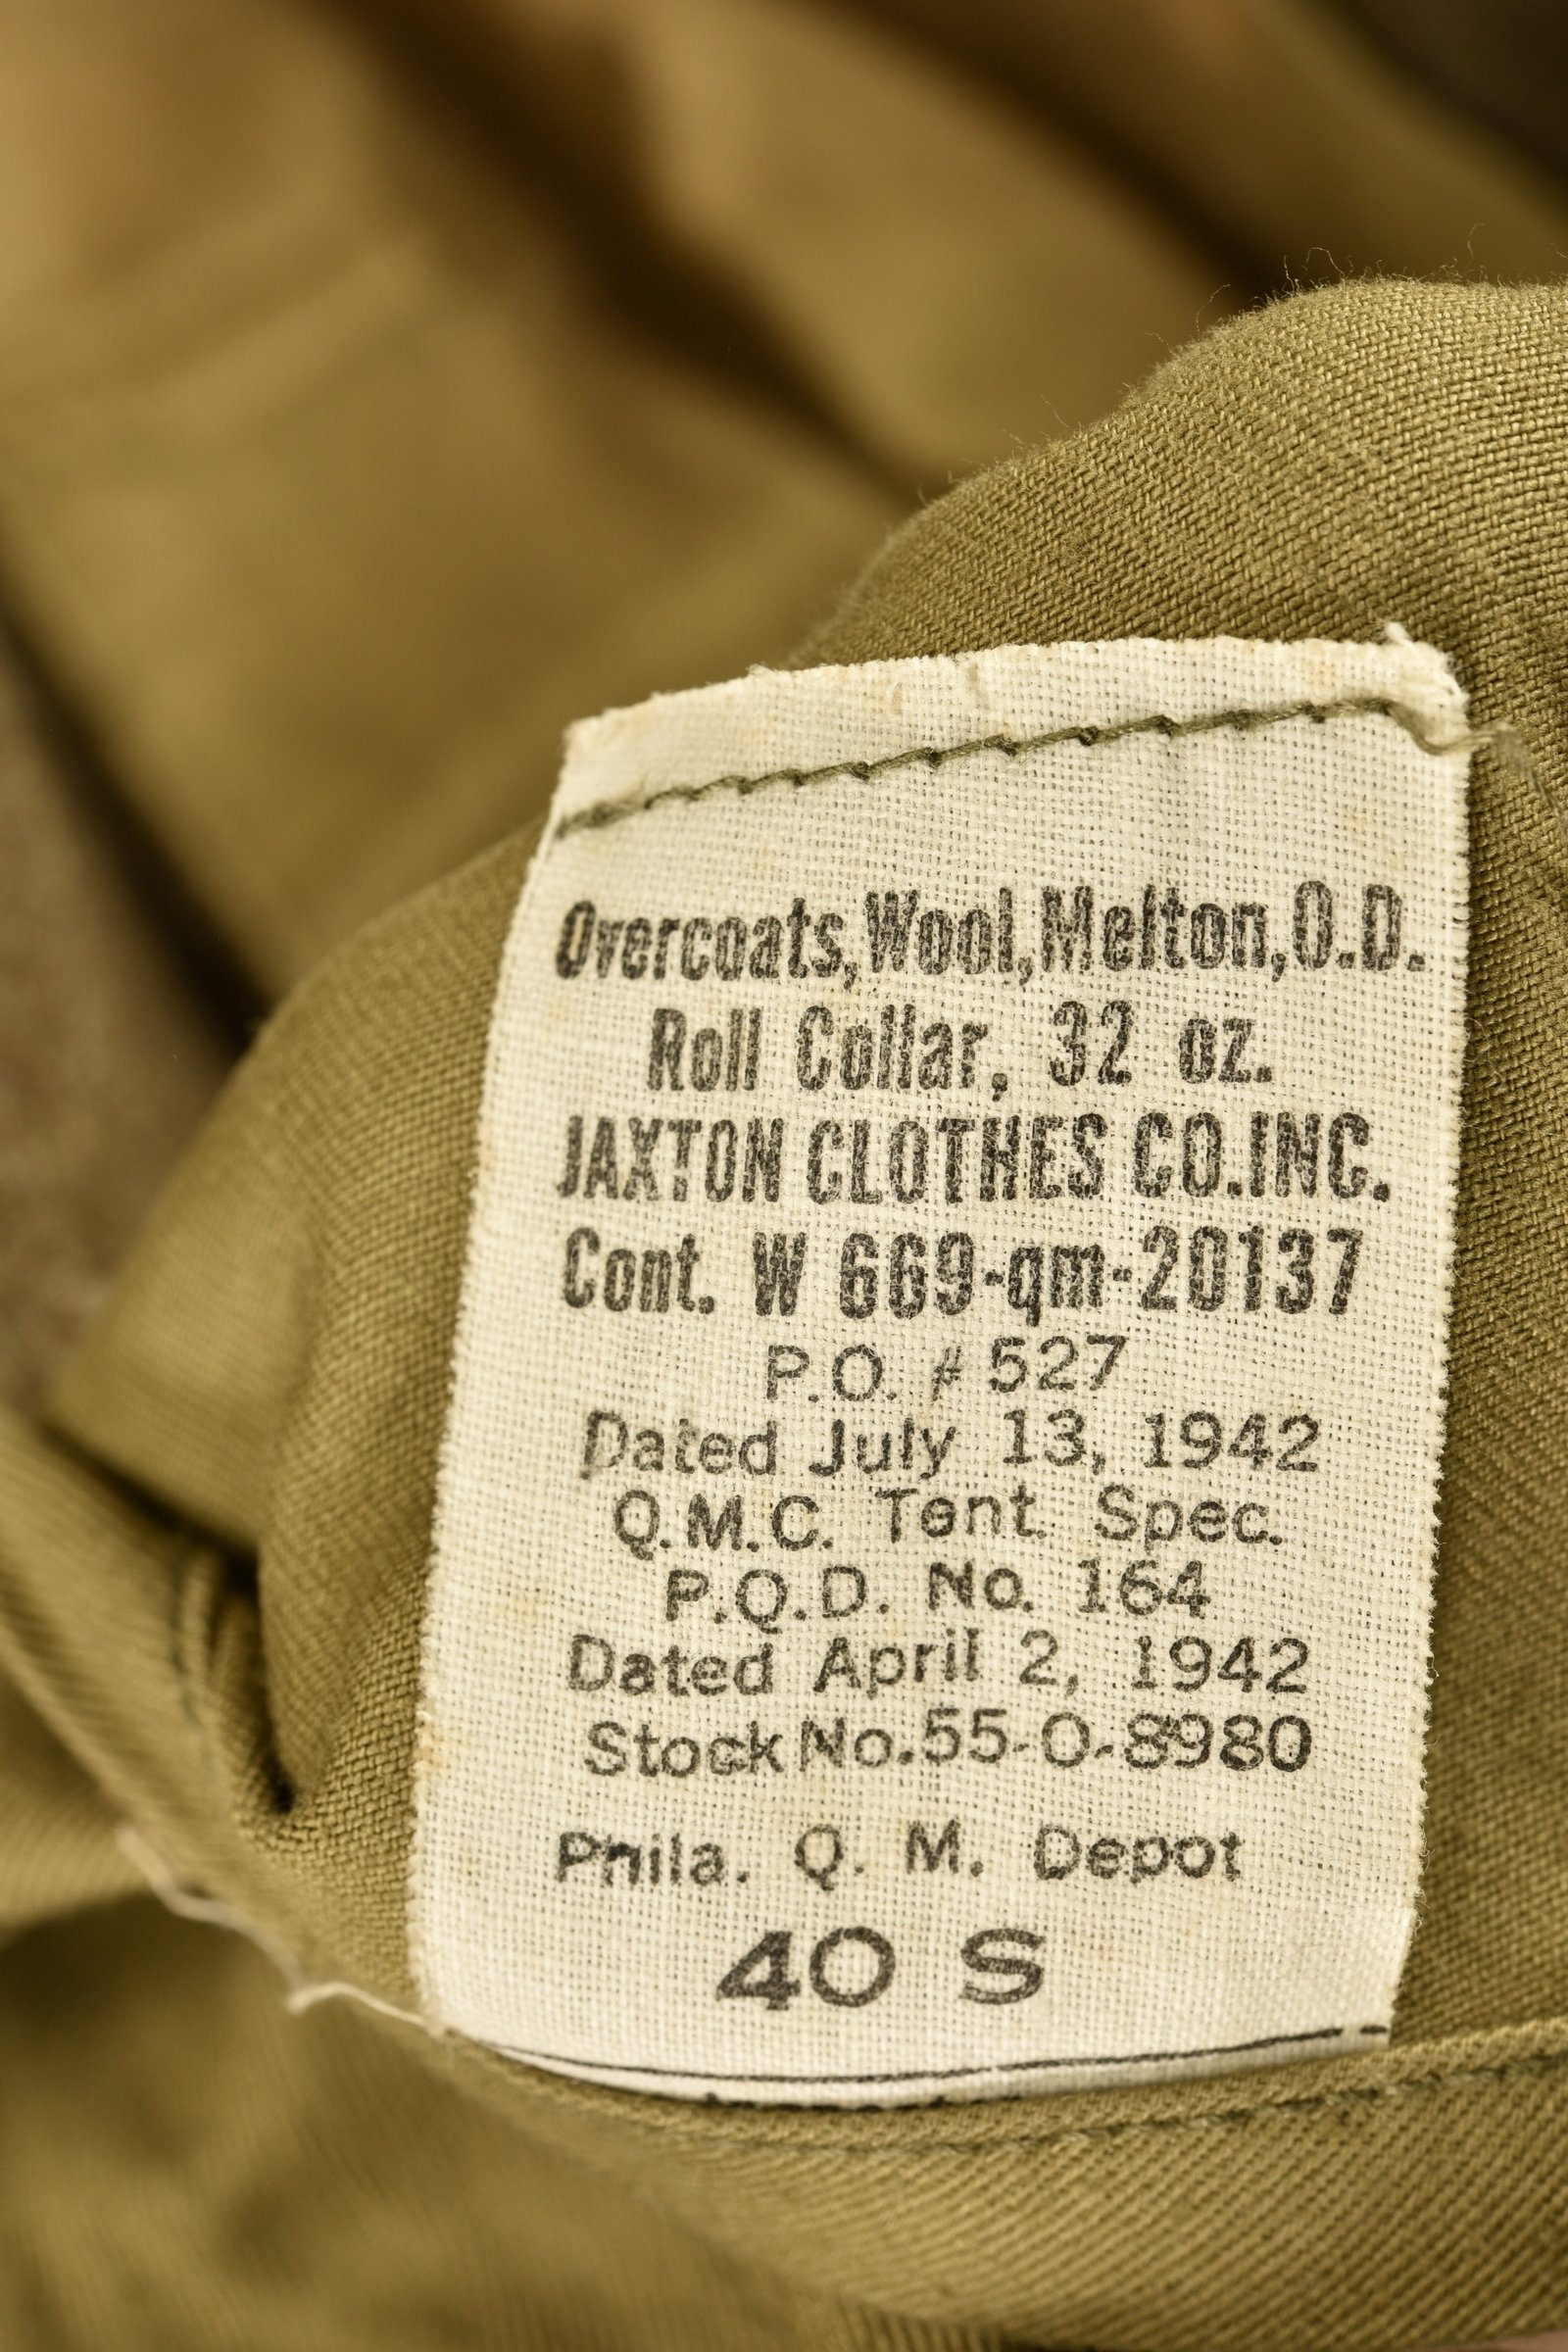 Overcoats,Wool,Melton,O.D.
Roll Collar, 32 oz.
JAXTON CLOTHES CO.INC.
Cont. W 669-qm-20137
P.O. #527
Dated July 13, 1942
Q.M.C. Tent. Spec.
P.Q.D. No. 164
Dated April 2, 1942
Stock No.55-O-8980
Phila. Q. M. Depot
40 S